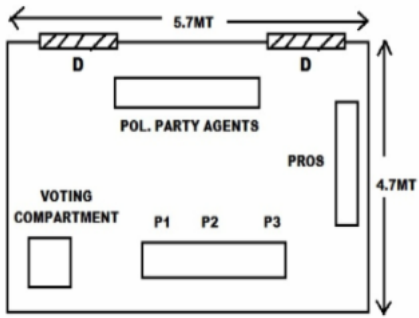 5.7MT
D D
POL. PARTY AGENTS
PROS
4.7MT
VOTING
COMPARTMENT
P1 P2 P3